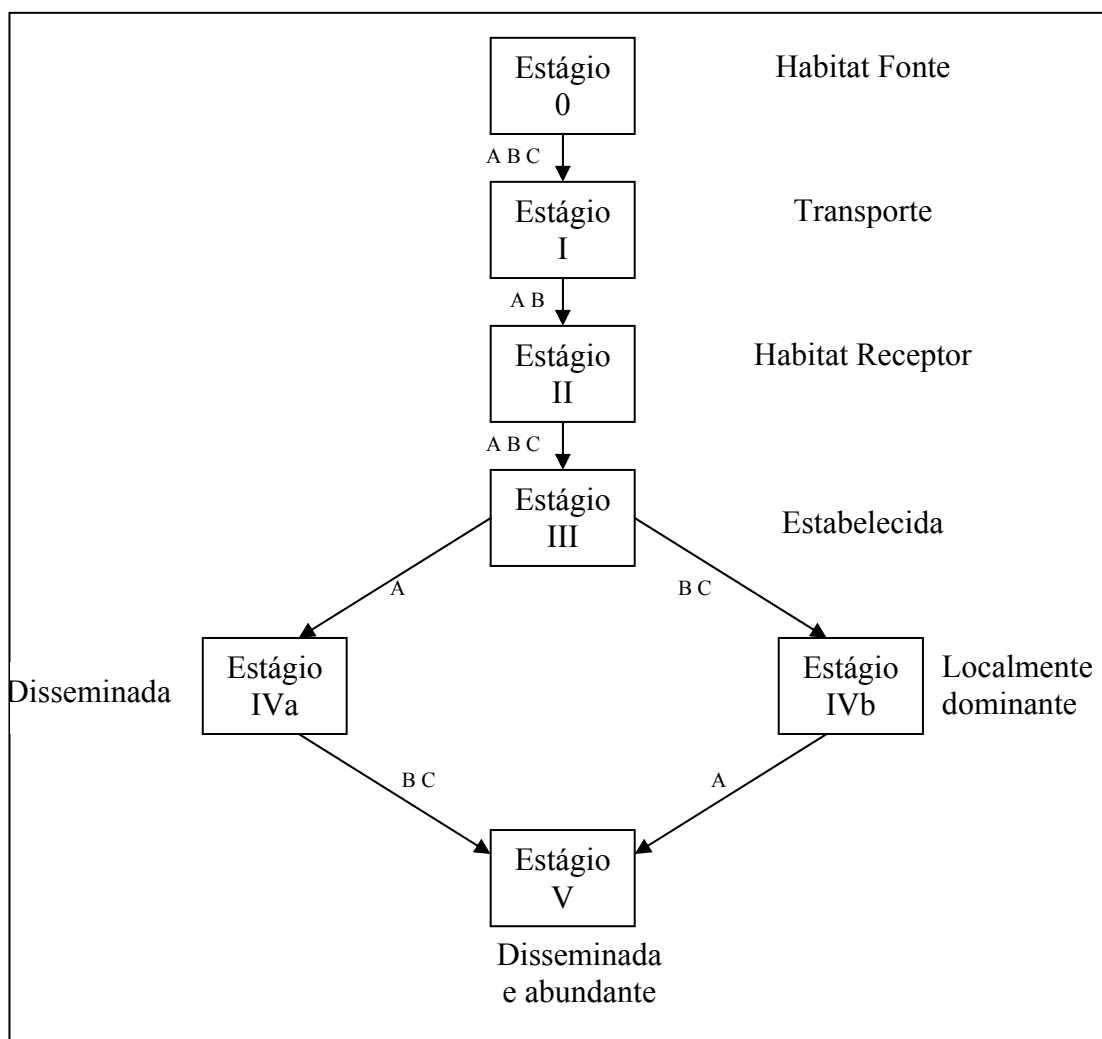 Estágio
0
Habitat Fonte
A B C
Estágio
I
Transporte
A B
Estágio
II
Habitat Receptor
A B C
Estágio
III
Estabelecida
A
B C
Disseminada
Estágio
IVa
Estágio
IVb
Localmente
dominante
B C
A
Estágio
V
Disseminada
e abundante